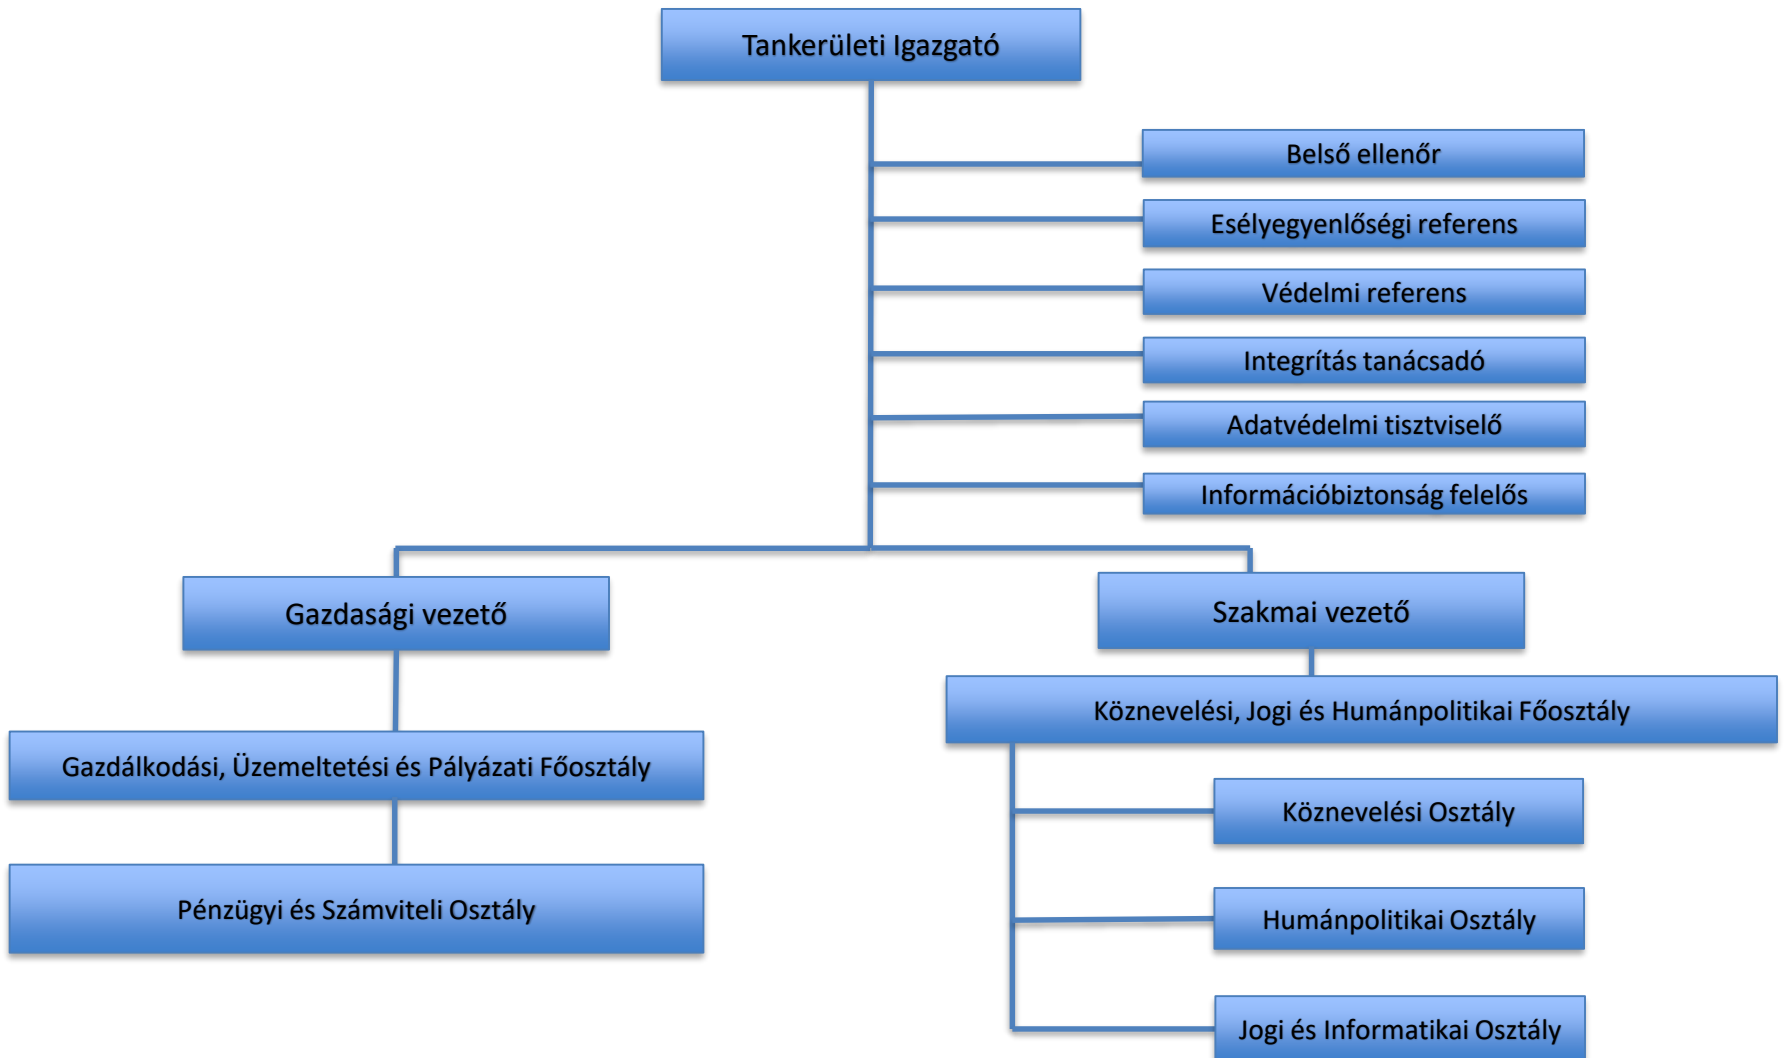 Tankerületi Igazgató
Belső ellenőr
Esélyegyenlőségi referens
Védelmi referens
Integrítás tanácsadó
Adatvédelmi tisztviselő
Információbiztonság felelős
Gazdasági vezető
Szakmai vezető
Köznevelési, Jogi és Humánpolitikai Főosztály
Gazdálkodási, Üzemeltetési és Pályázati Főosztály
Köznevelési Osztály
Pénzügyi és Számviteli Osztály
Humánpolitikai Osztály
Jogi és Informatikai Osztály